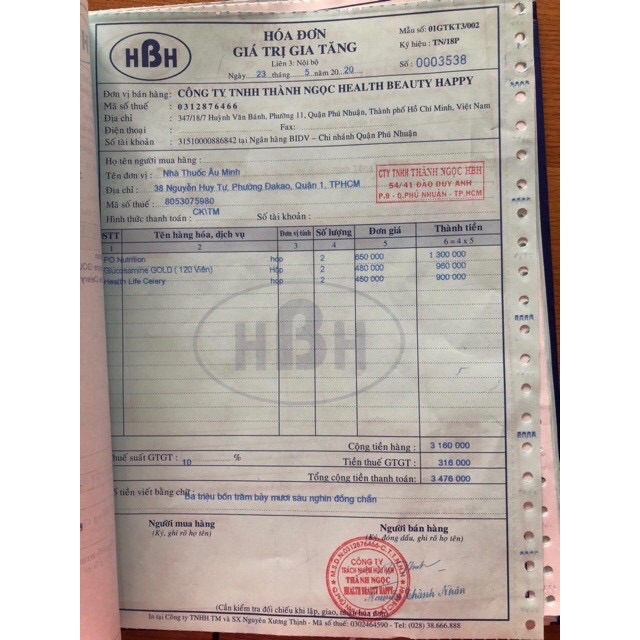 HBH
HÓA ĐƠN
GIÁ TRỊ GIA TĂNG
Liên 3: Nội bộ
Ngày 23 tháng 5 năm 2020
Mẫu số: 01GTKT3/002
Ký hiệu : TN/18P
Số : 0003538
Đơn vị bán hàng: CÔNG TY TNHH THÀNH NGỌC HEALTH BEAUTY HAPPY
Mã số thuế : 0312876466
Địa chỉ : 347/18/7 Huỳnh Văn Bánh, Phường 11, Quận Phú Nhuận, Thành phố Hồ Chí Minh, Việt Nam
Điện thoại : Fax:
Số tài khoản : 31510000886842 tại Ngân hàng BIDV – Chi nhánh Quận Phú Nhuận
Họ tên người mua hàng :
Tên đơn vị : Nhà Thuốc Âu Minh
Địa chỉ : 38 Nguyễn Huy Tự, Phường Đakao, Quận 1, TPHCM
Mã số thuế : 8053075980
Hình thức thanh toán : CK\TM Số tài khoản :
CTY TNHH THÀNH NGỌC HBH
54/41 ĐÀO DUY ANH
P.9 - Q.PHÚ NHUẬN - TP.HCM
STT Tên hàng hóa, dịch vụ Đơn vị tính Số lượng Đơn giá Thành tiền
1 2 3 4 5 6 = 4 x 5
PQ Nutrition Hộp 2 650 000 1 300 000
Glucosamine GOLD ( 120 Viên) Hộp 2 480 000 960 000
Health Life Celery Hộp 2 450 000 900 000
HBH
Cộng tiền hàng : 3 160 000
Thuế suất GTGT : 10 % Tiền thuế GTGT : 316 000
Tổng cộng tiền thanh toán: 3 476 000
Số tiền viết bằng chữ: Ba triệu bốn trăm bảy mươi sáu nghìn đồng chẵn
Người mua hàng
(Ký, ghi rõ họ tên)
Người bán hàng
(Ký, đóng dấu, ghi rõ họ tên)
M.S.D.N:0312876466-C.T.T.N.H.H
CÔNG TY
TRÁCH NHIỆM HỮU HẠN
THÀNH NGỌC
HEALTH BEAUTY HAPPY
Thành Nhân
(Cần kiểm tra đối chiếu khi lập, giao, nhận hóa đơn)
In tại Công ty TNHH TM và SX Nguyên Xương Thịnh - Mã số thuế: 0302464590 - Tel: (028) 38.666.888